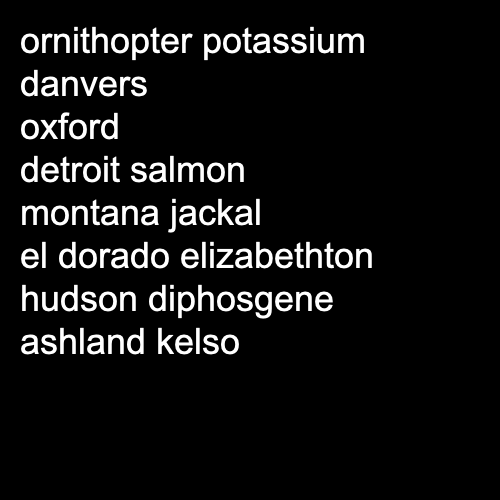 ornithopter potassium
danvers
oxford
detroit salmon
montana jackal
el dorado elizabethton
hudson diphosgene
ashland kelso